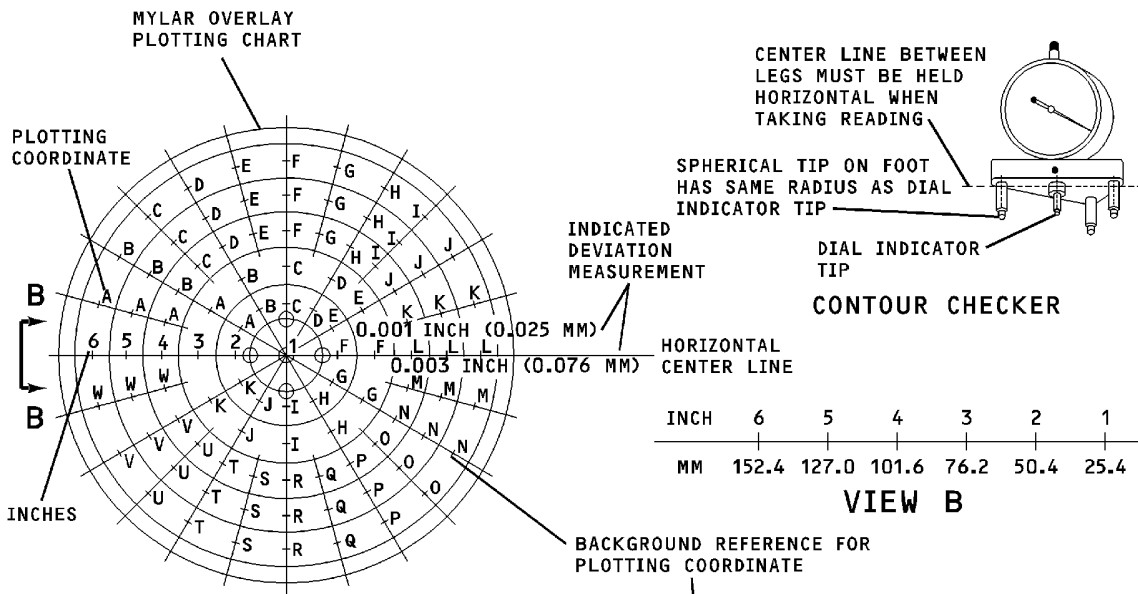 MYLAR OVERLAY
PLOTTING CHART
CENTER LINE BETWEEN
LEGS MUST BE HELD
HORIZONTAL WHEN
TAKING READING
PLOTTING
COORDINATE
SPHERICAL TIP ON FOOT
HAS SAME RADIUS AS DIAL
INDICATOR TIP
INDICATED
DEVIATION
MEASUREMENT
DIAL INDICATOR
TIP
CONTOUR CHECKER
E F G
D H
E F G
C D H I
D E F G
C I
B C H I J
B B C J
B D J
A A A A B C E K K K
A D E
B
0.001 INCH (0.025 MM)
6 5 4 3 2 1 F F L L L
HORIZONTAL
CENTER LINE
0.003 INCH (0.076 MM)
B
W W W K G M M M
K J I H G N
V J H N
V U I O N
V U T S R Q P O
U T S R Q P O
T S R Q P
INCHES
INCH 6 5 4 3 2 1
MM 152.4 127.0 101.6 76.2 50.4 25.4
VIEW B
BACKGROUND REFERENCE FOR
PLOTTING COORDINATE